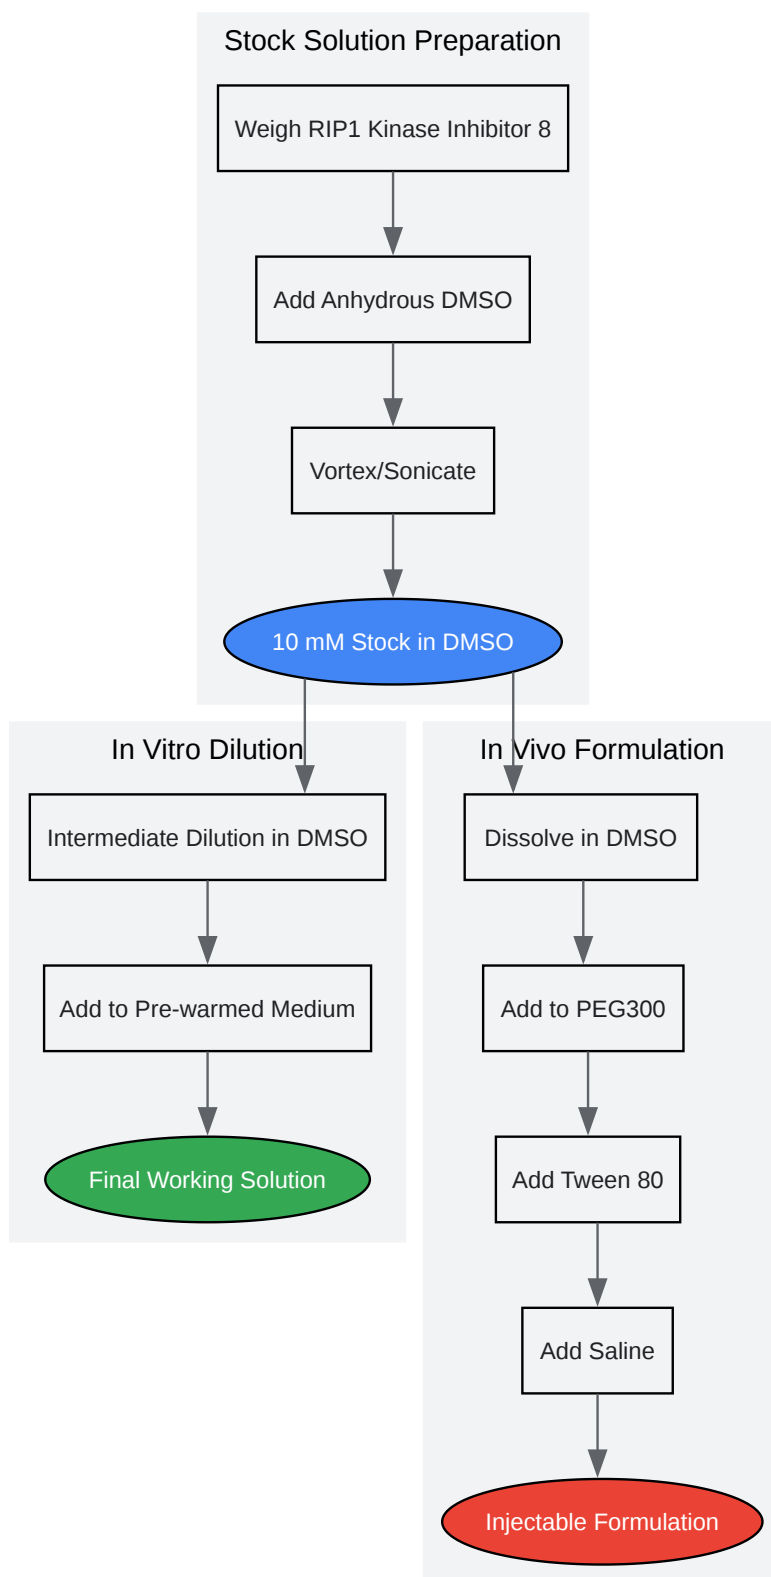 Stock Solution Preparation
Weigh RIP1 Kinase Inhibitor 8
Add Anhydrous DMSO
Vortex/Sonicate
10 mM Stock in DMSO
In Vitro Dilution
Intermediate Dilution in DMSO
Add to Pre-warmed Medium
Final Working Solution
In Vivo Formulation
Dissolve in DMSO
Add to PEG300
Add Tween 80
Add Saline
Injectable Formulation